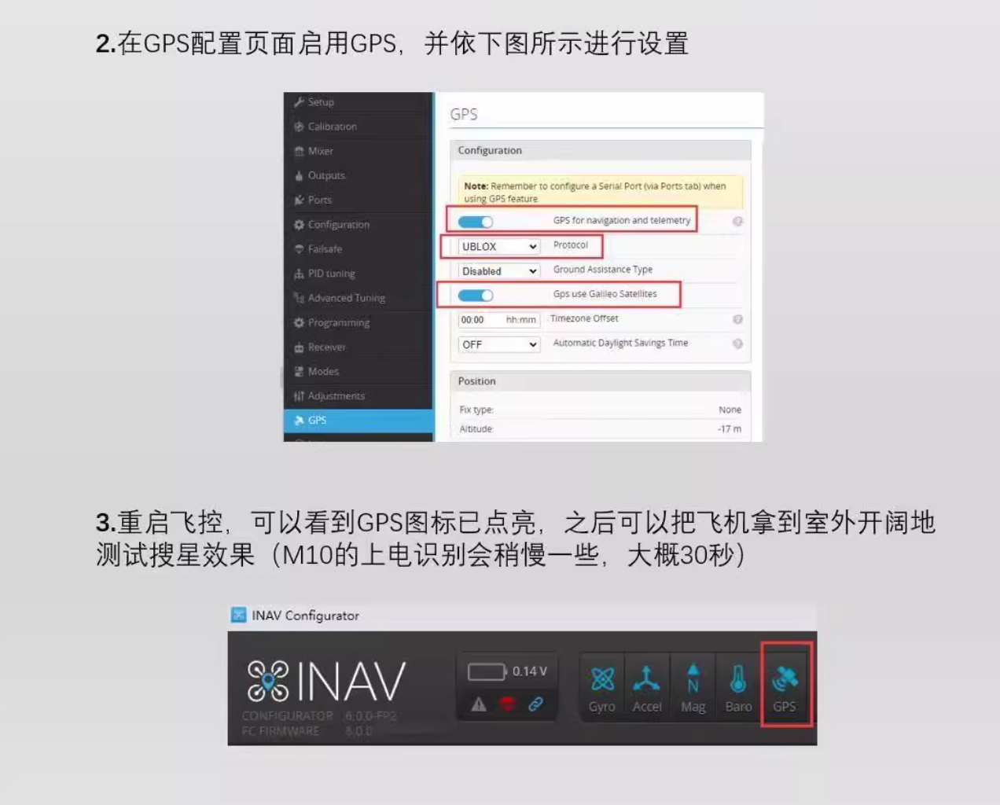 2.在GPS配置页面启用GPS，并依下图所示进行设置
Setup
Calibration
Mixer
Outputs
Ports
Configuration
Failsafe
PID tuning
Advanced Tuning
Programming
Receiver
Modes
Adjustments
GPS
GPS
Configuration
Note: Remember to configure a Serial Port (via Ports tab) when
using GPS feature
GPS for navigation and telemetry
UBLOX Protocol
Disabled Ground Assistance Type
Gps use Galileo Satellites
00:00 hh:mm Timezone Offset
OFF Automatic Daylight Savings Time
Position
Fix type: None
Altitude: -17 m
3.重启飞控，可以看到GPS图标已点亮，之后可以把飞机拿到室外开阔地
测试搜星效果（M10的上电识别会稍慢一些，大概30秒）
INAV Configurator
INAV
CONFIGURATOR 6.0.0-FP2
FC FIRMWARE 6.0.0
0.14 V
Gyro Accel Mag Baro GPS
N